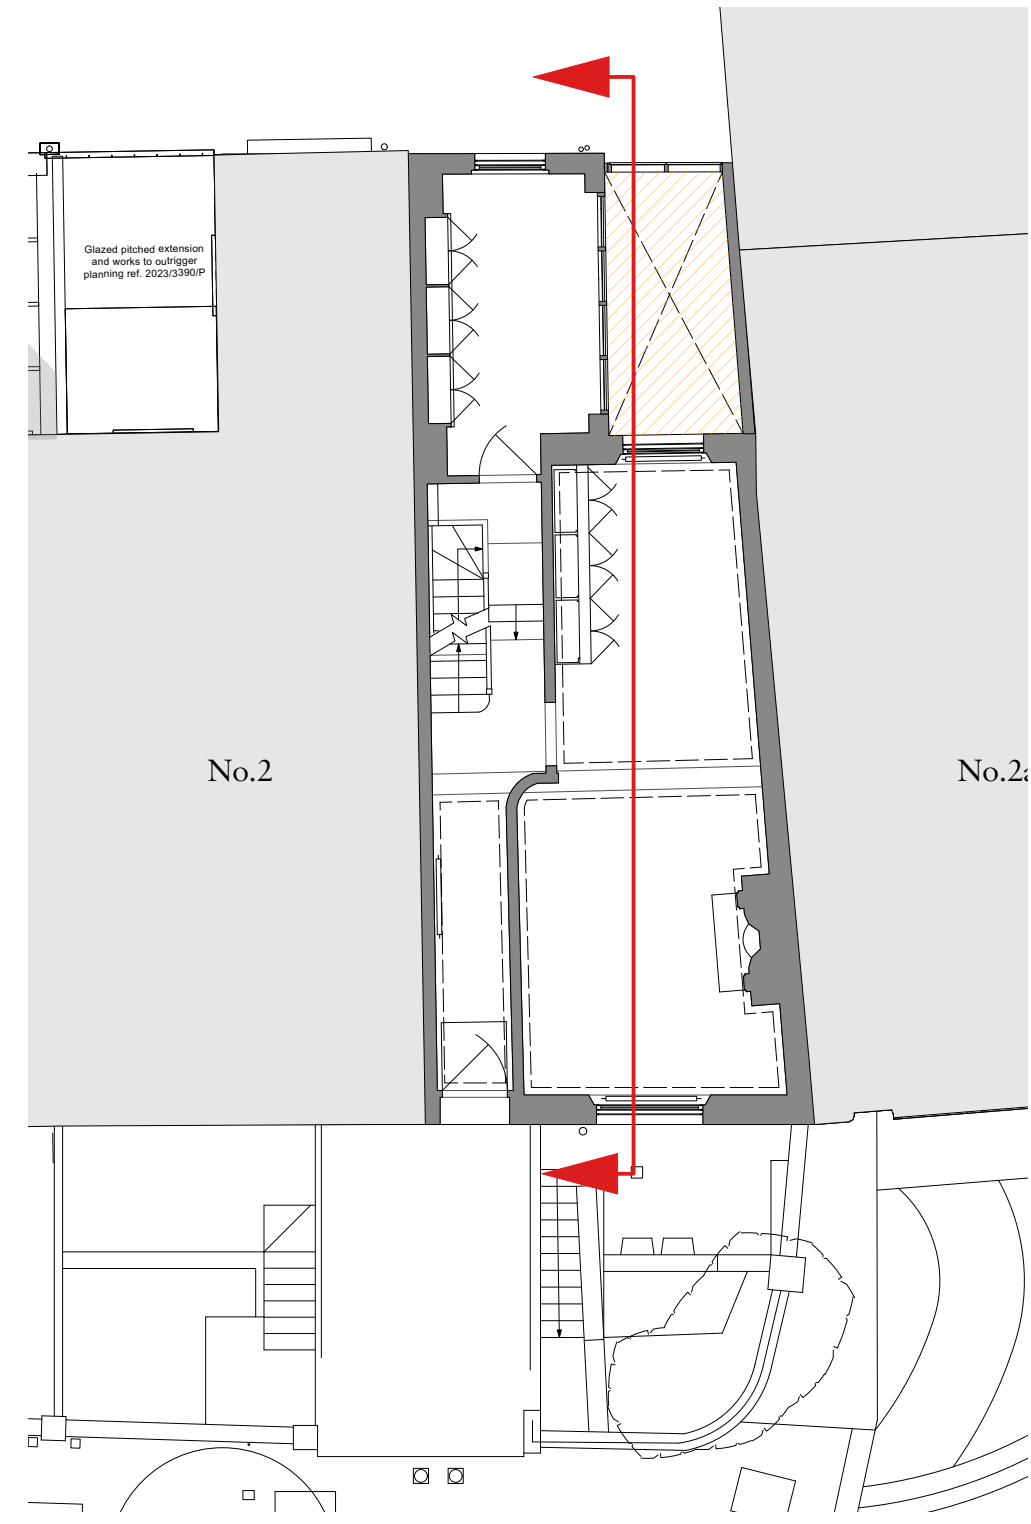 Glazed pitched extension
and works to outrigger
planning ref. 2023/3390/P
No.2
No.2a